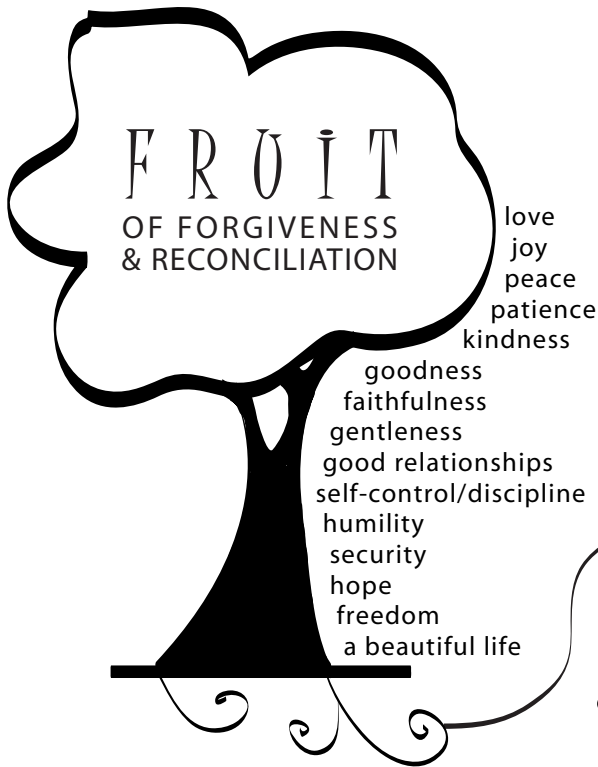 FRUIT
OF FORGIVENESS
& RECONCILIATION
love
joy
peace
patience
kindness
goodness
faithfulness
gentleness
good relationships
self-control/discipline
humility
security
hope
freedom
a beautiful life